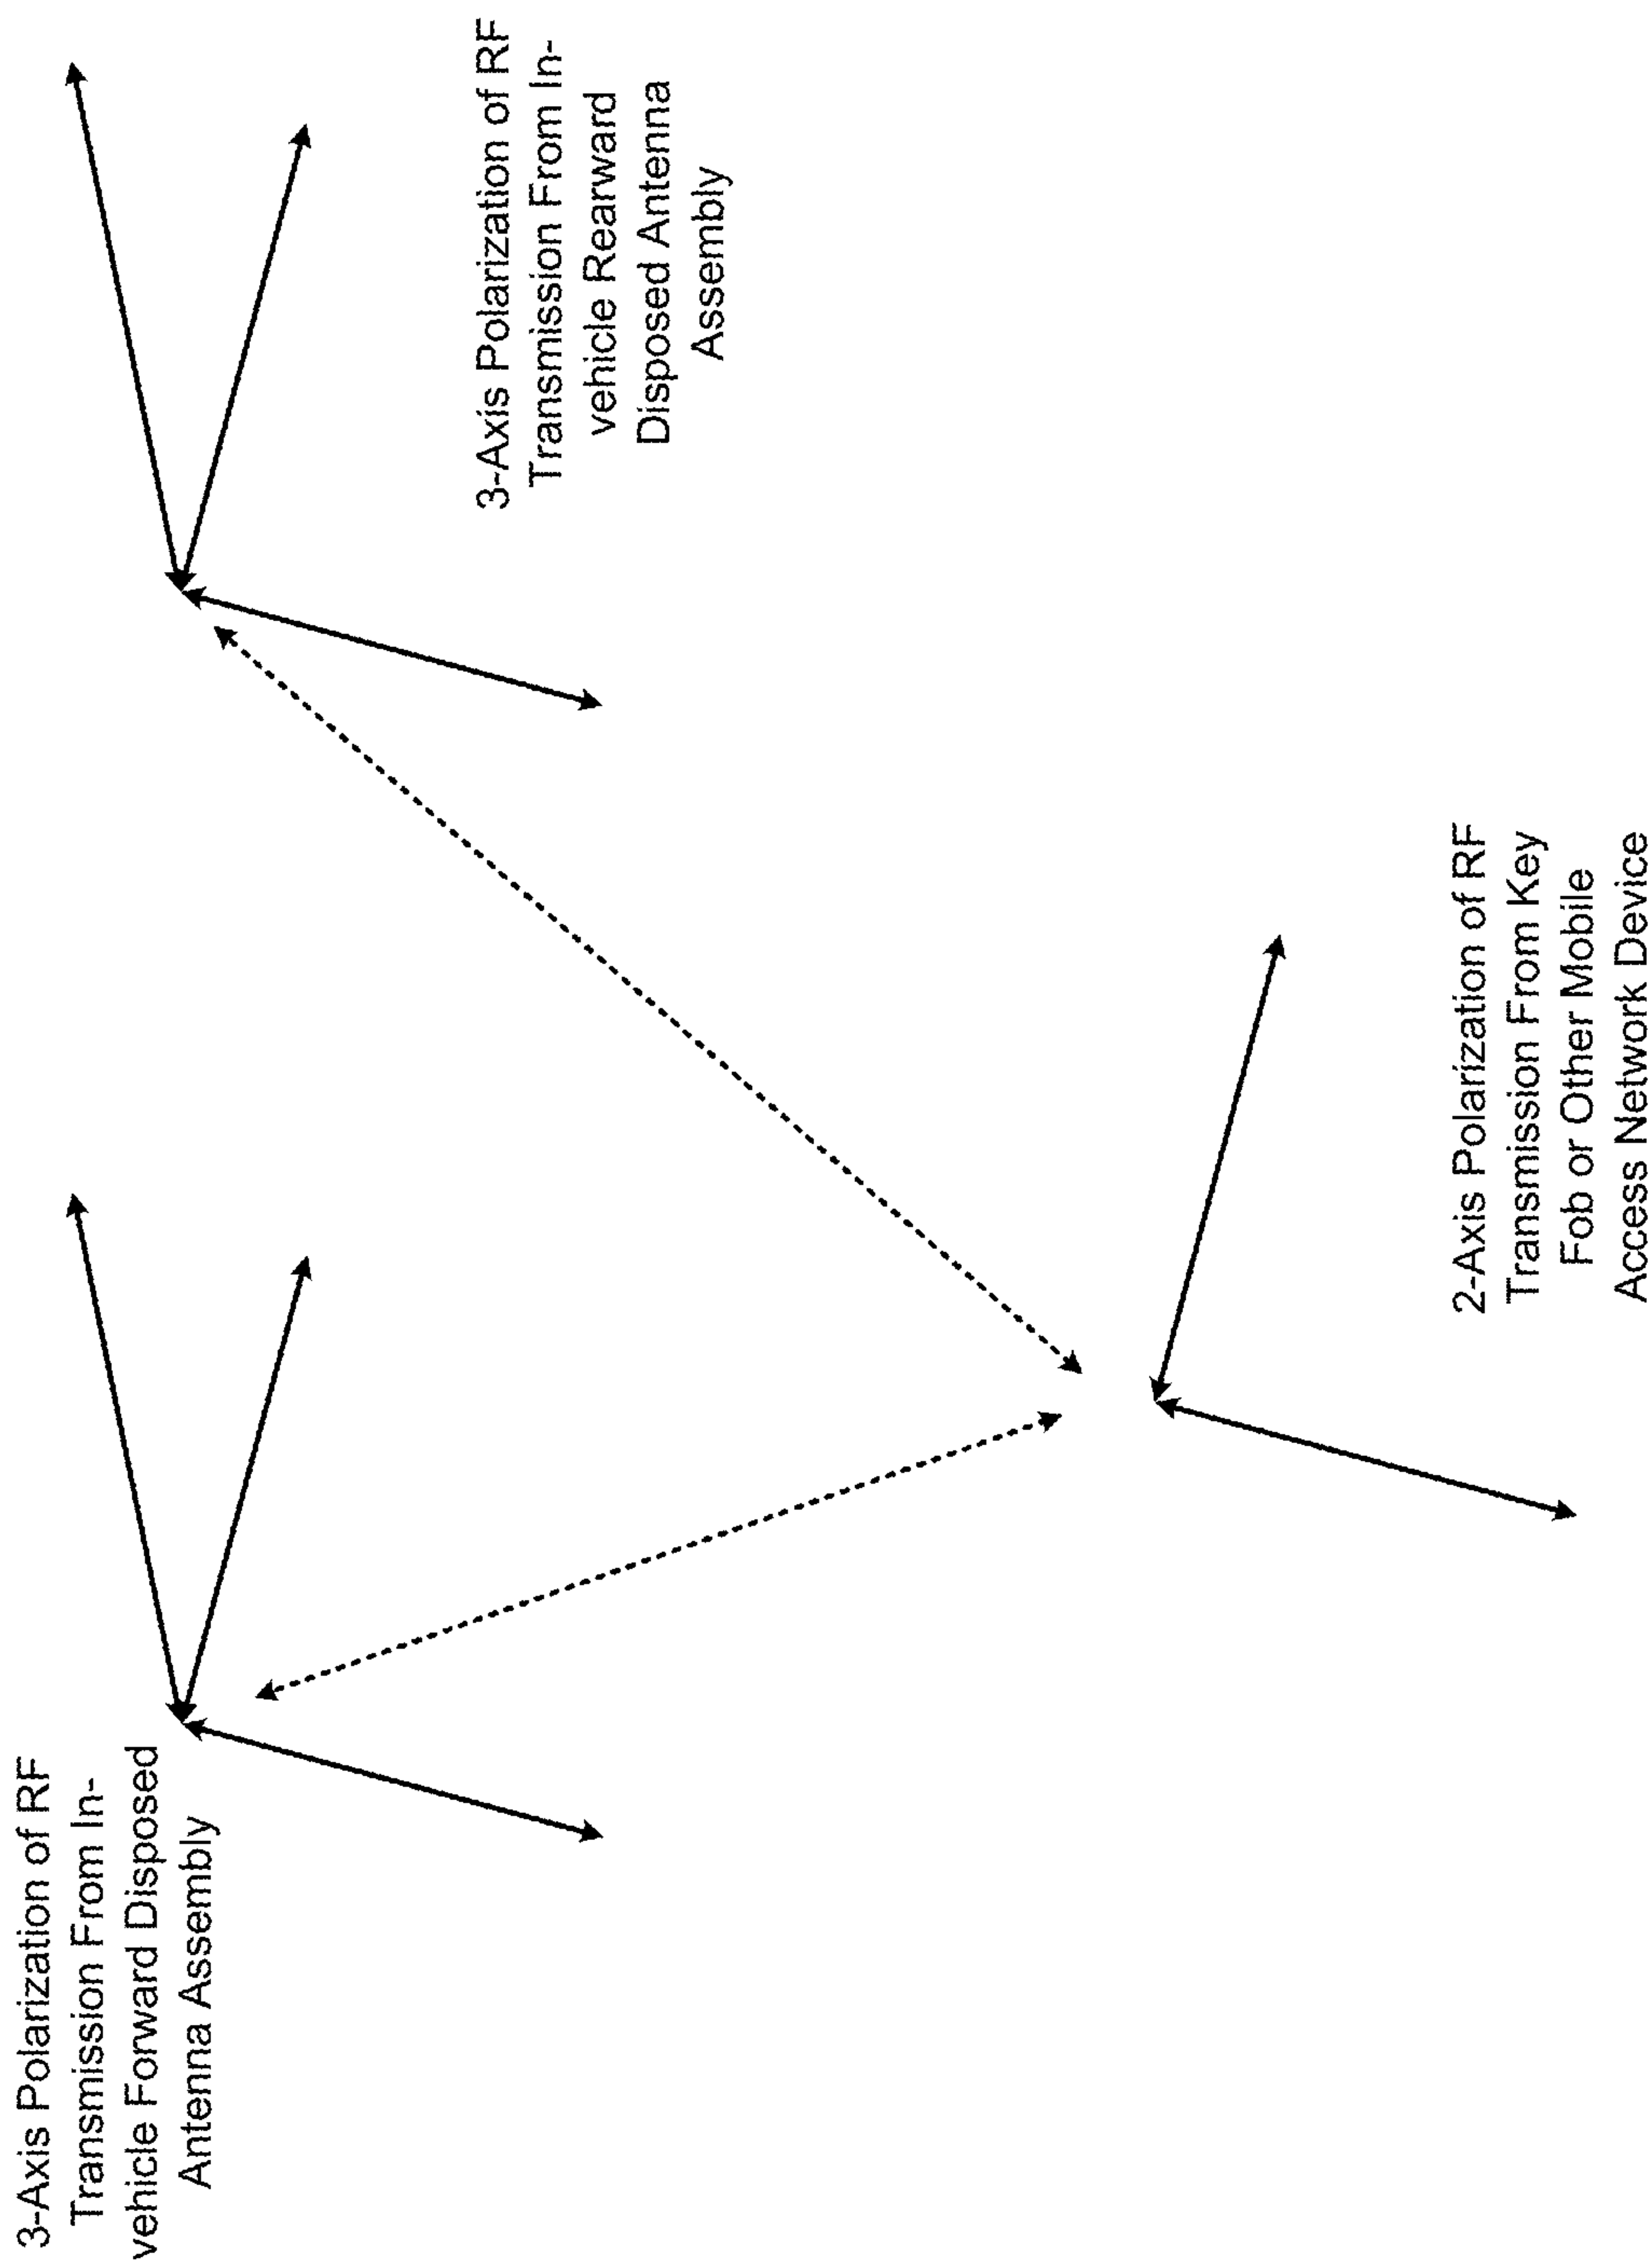 3-Axis Polarization of RF
Transmission From In-
vehicle Forward Disposed
Antenna Assembly
3-Axis Polarization of RF
Transmission From In-
vehicle Rearward
Disposed Antenna
Assembly
2-Axis Polarization of RF
Transmission From Key
Fob or Other Mobile
Access Network Device